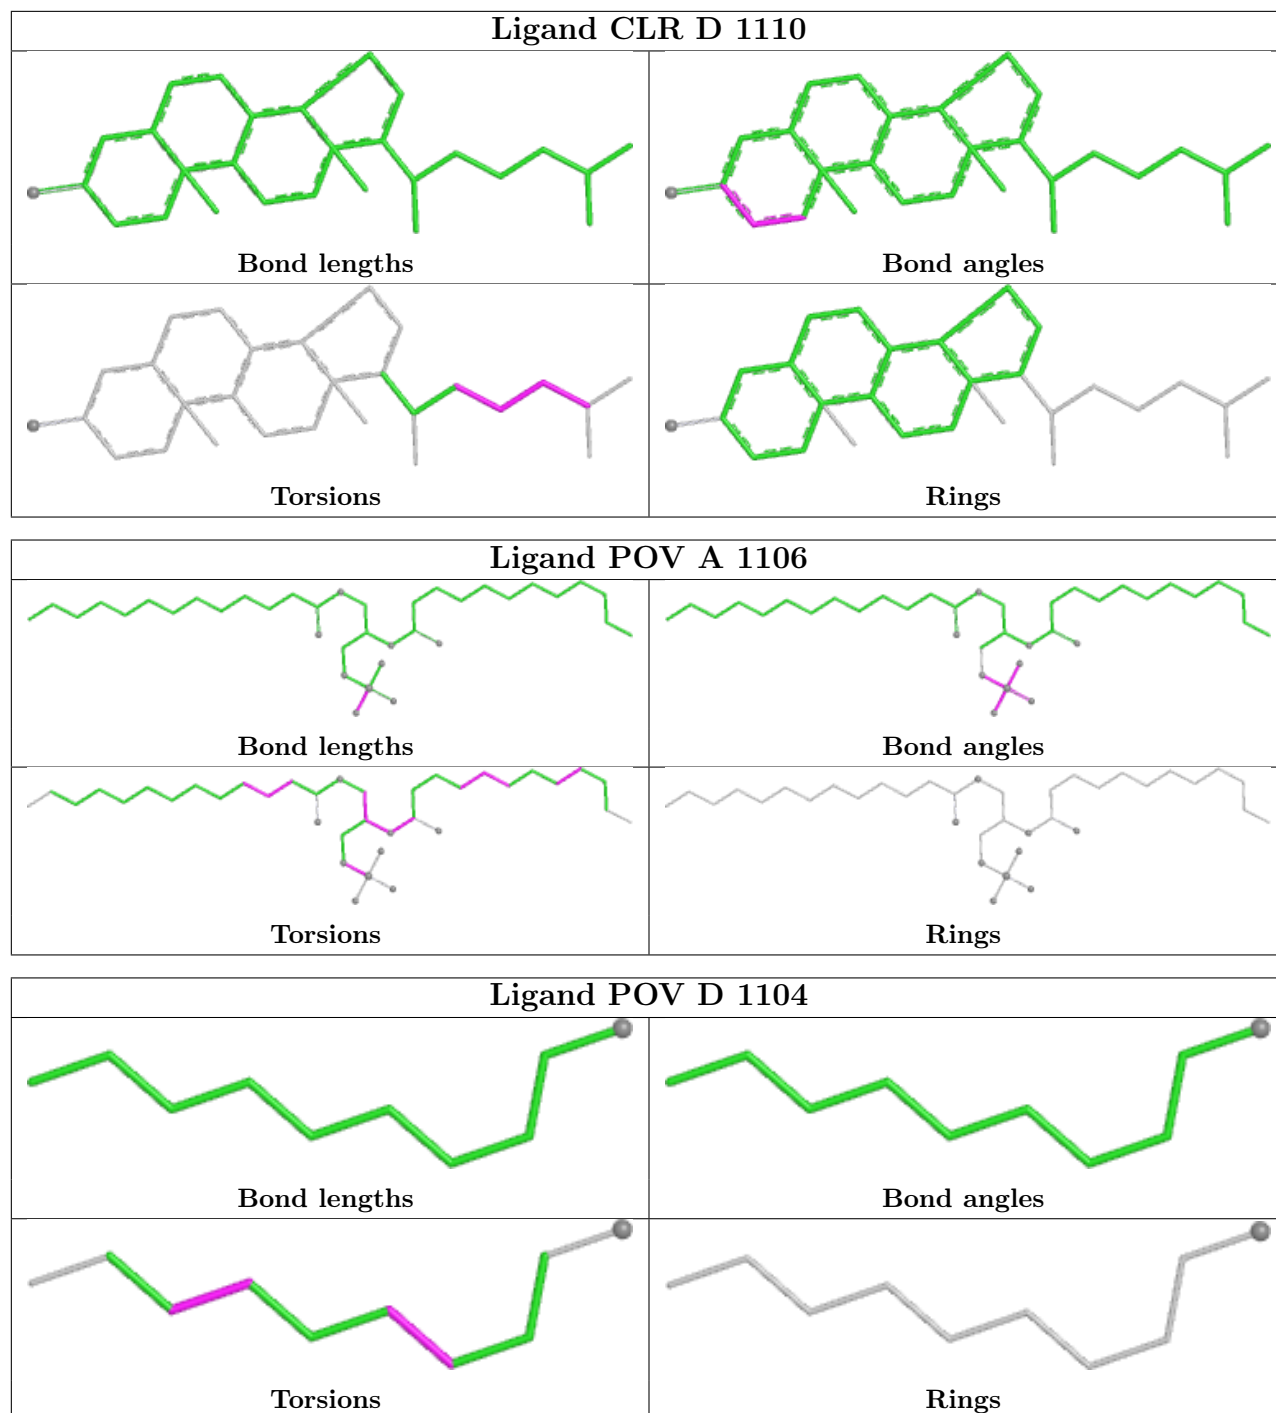 Ligand CLR D 1110
Bond lengths
Bond angles
Torsions
Rings
Ligand POV A 1106
Bond lengths
Bond angles
Torsions
Rings
Ligand POV D 1104
Bond lengths
Bond angles
Torsions
Rings